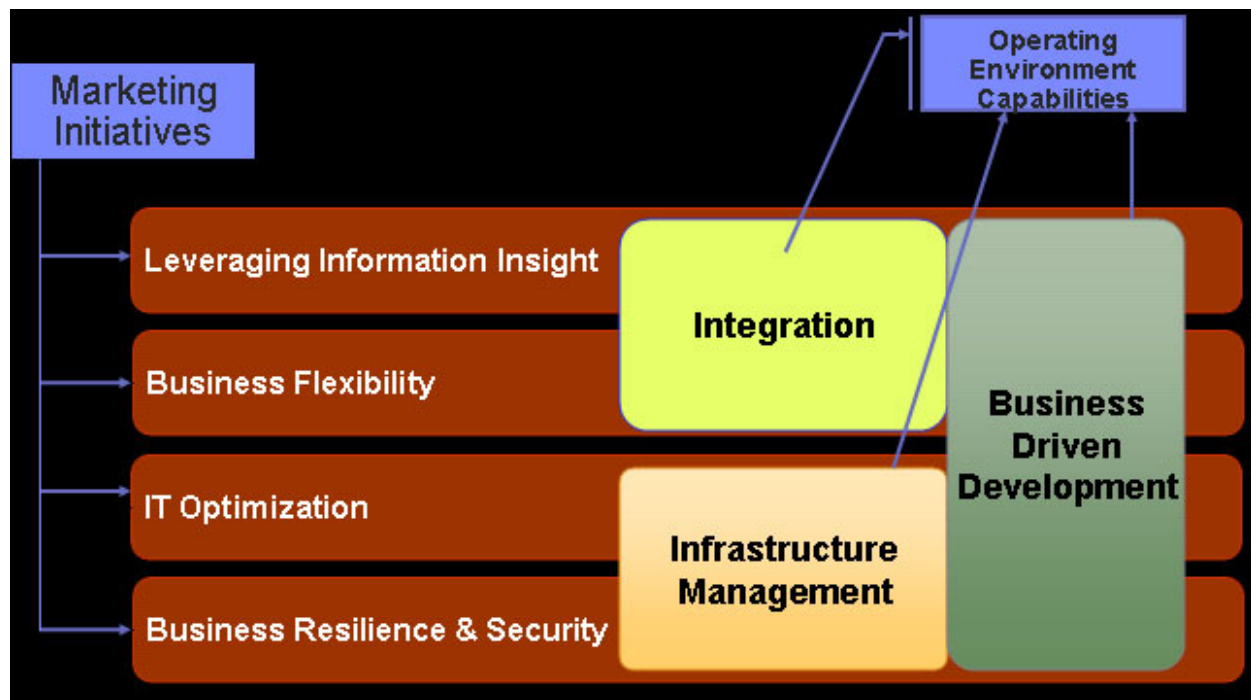 Operating
Environment
Capabilities
Marketing
Initiatives
Leveraging Information Insight
Integration
Business Flexibility
Business
Driven
Development
IT Optimization
Infrastructure
Management
Business Resilience & Security